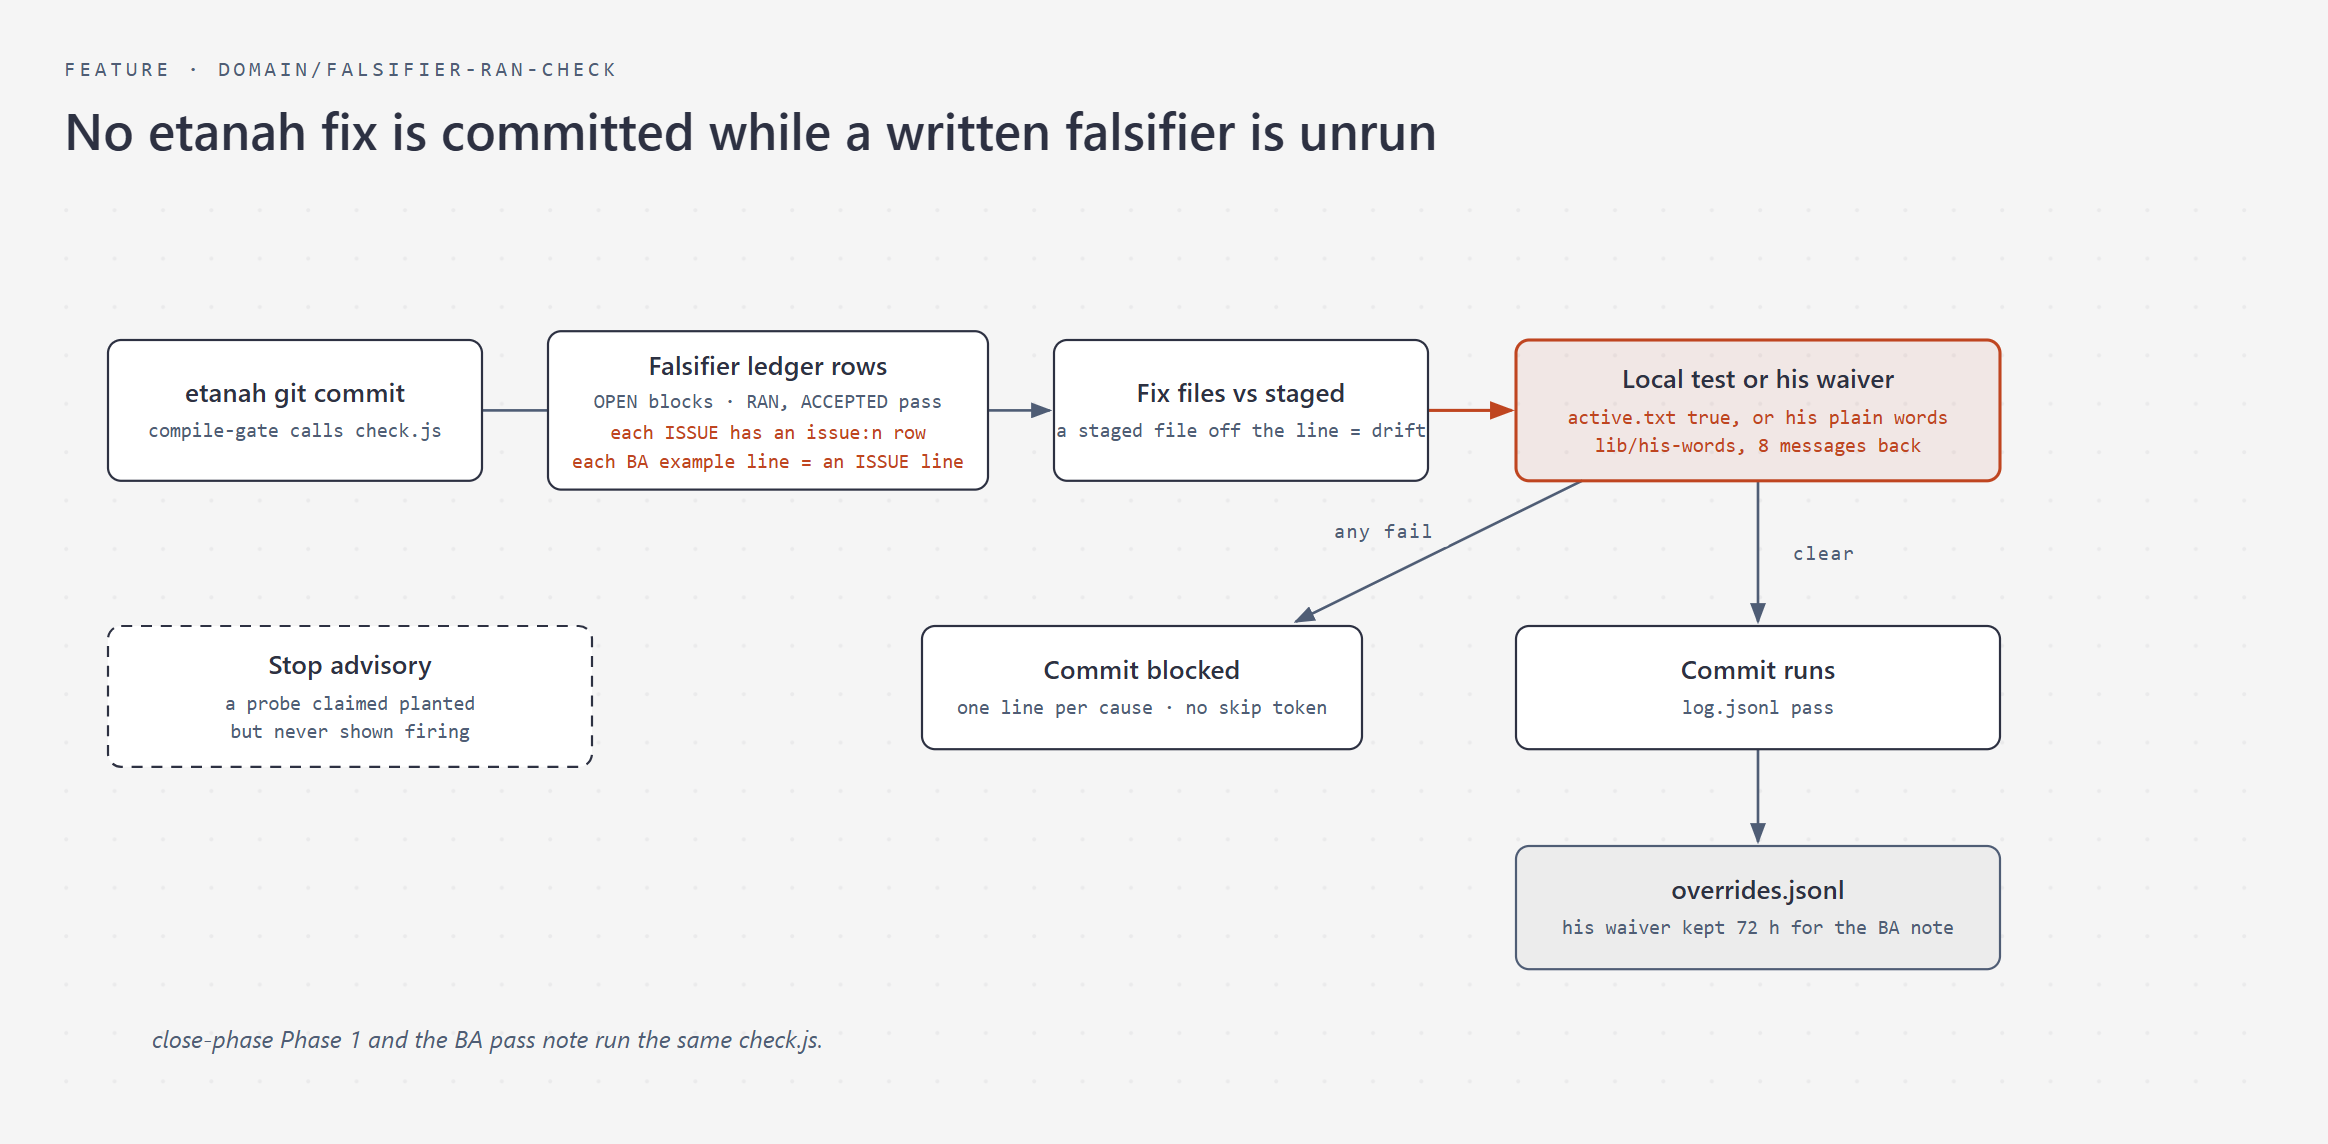 FEATURE · DOMAIN/FALSIFIER-RAN-CHECK
No etanah fix is committed while a written falsifier is unrun
etanah git commit
compile-gate calls check.js
Falsifier ledger rows
OPEN blocks · RAN, ACCEPTED pass
each ISSUE has an issue:n row
each BA example line = an ISSUE line
Fix files vs staged
a staged file off the line = drift
Local test or his waiver
active.txt true, or his plain words
lib/his-words, 8 messages back
any fail
clear
Stop advisory
a probe claimed planted
but never shown firing
Commit blocked
one line per cause · no skip token
Commit runs
log.jsonl pass
overrides.jsonl
his waiver kept 72 h for the BA note
close-phase Phase 1 and the BA pass note run the same check.js.